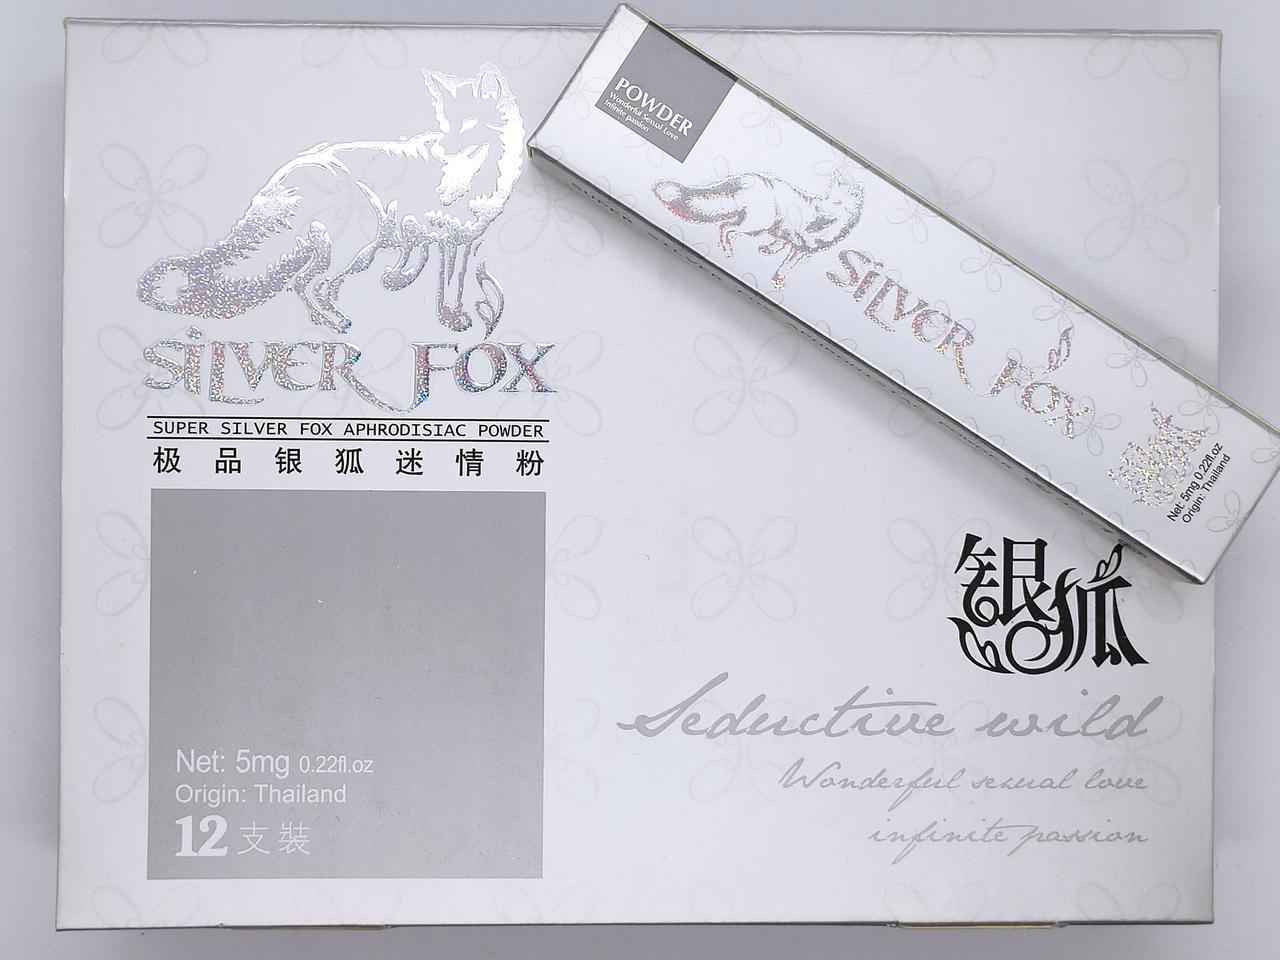 SiLVER FOX
SUPER SILVER FOX APHRODISIAC POWDER
极品银狐迷情粉
Net: 5mg 0.22fl.oz
Origin: Thailand
12支裝
POWDER
Wonderful Sexual Love
Infinite passion
SiLVER FOX
Net: 5mg 0.22fl.oz
Origin: Thailand
银狐
Seductive wild
Wonderful sexual love
infinite passion